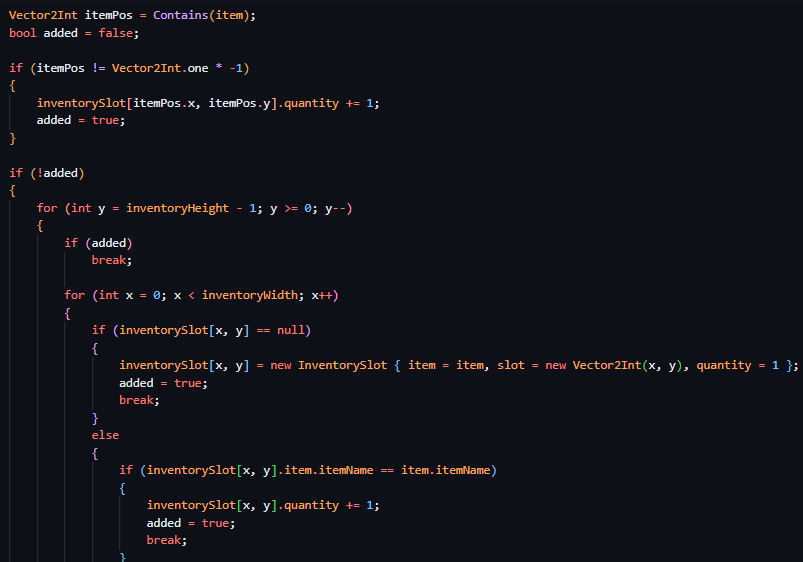 Vector2Int itemPos = Contains(item);
bool added = false;
if (itemPos != Vector2Int.one * -1)
{
inventorySlot[itemPos.x, itemPos.y].quantity += 1;
added = true;
}
if (!added)
{
for (int y = inventoryHeight - 1; y >= 0; y--)
{
if (added)
break;
for (int x = 0; x < inventoryWidth; x++)
{
if (inventorySlot[x, y] == null)
{
inventorySlot[x, y] = new InventorySlot { item = item, slot = new Vector2Int(x, y), quantity = 1 };
added = true;
break;
}
else
{
if (inventorySlot[x, y].item.itemName == item.itemName)
{
inventorySlot[x, y].quantity += 1;
added = true;
break;
}